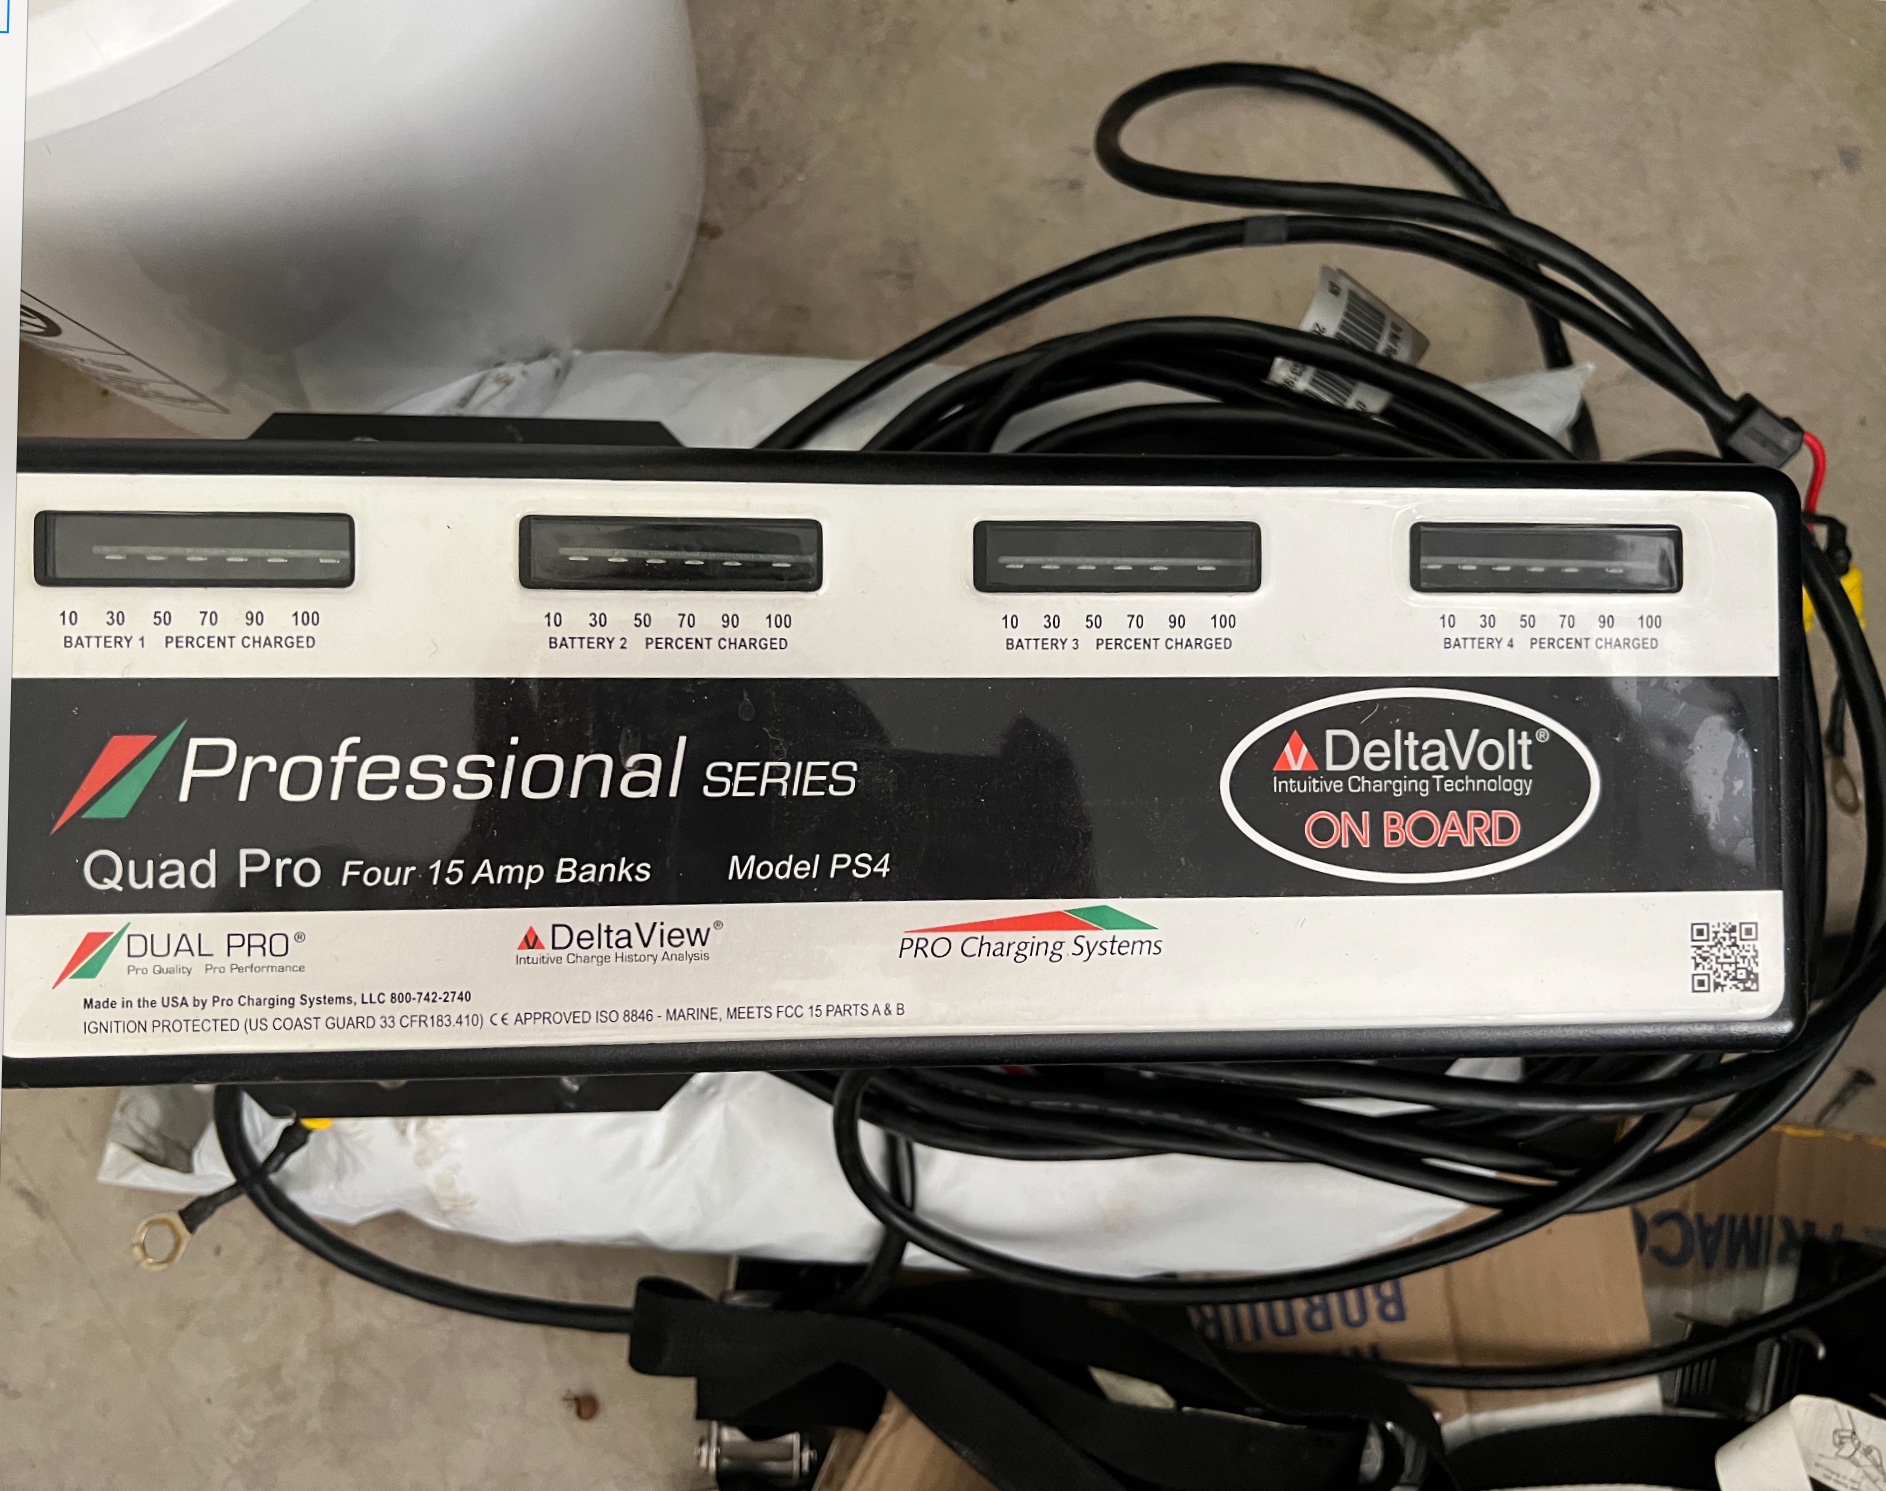 10 30 50 70 90 100
BATTERY 1 PERCENT CHARGED
10 30 50 70 90 100
BATTERY 2 PERCENT CHARGED
10 30 50 70 90 100
BATTERY 3 PERCENT CHARGED
10 30 50 70 90 100
BATTERY 4 PERCENT CHARGED
Professional SERIES
Quad Pro Four 15 Amp Banks Model PS4
DeltaVolt®
Intuitive Charging Technology
ON BOARD
DUAL PRO®
Pro Quality Pro Performance
DeltaView®
Intuitive Charge History Analysis
PRO Charging Systems
Made in the USA by Pro Charging Systems, LLC 800-742-2740
IGNITION PROTECTED (US COAST GUARD 33 CFR183.410) CE APPROVED ISO 8846 - MARINE, MEETS FCC 15 PARTS A & B